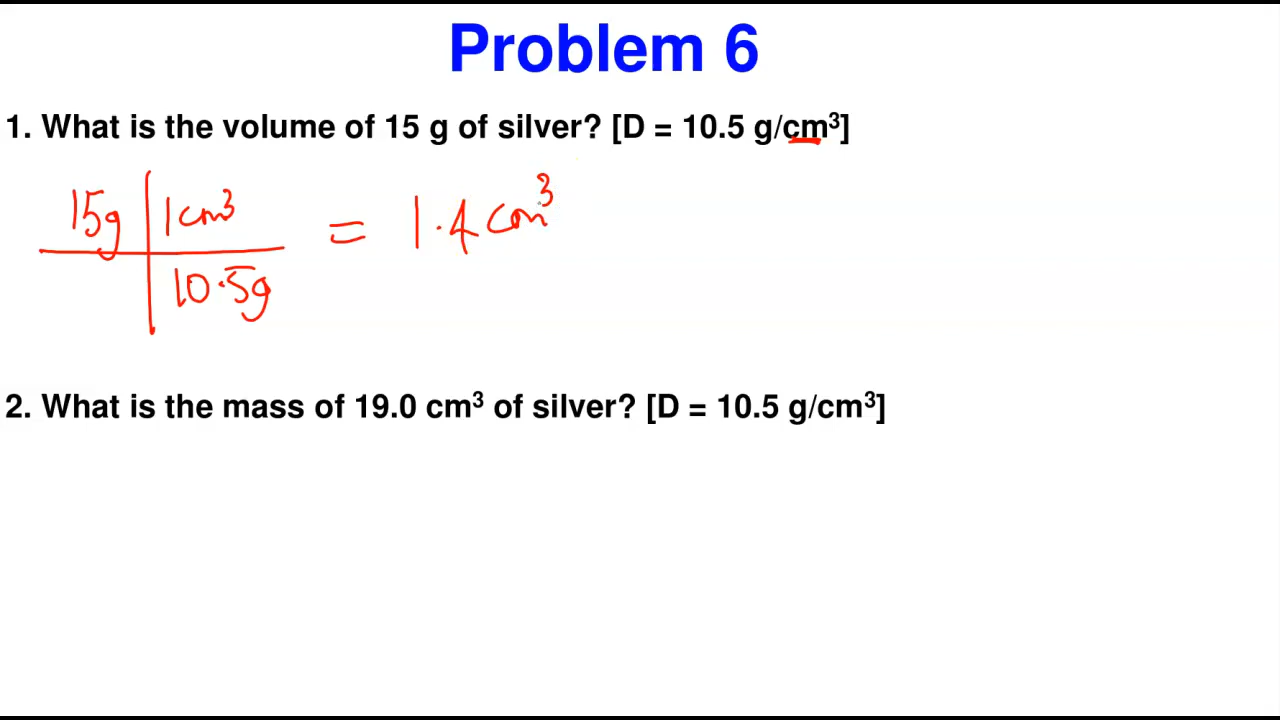 Problem 6
1. What is the volume of 15 g of silver? [D = 10.5 g/cm³]
15g | 1cm³ = 1.4 cm³
10.5g
2. What is the mass of 19.0 cm³ of silver? [D = 10.5 g/cm³]